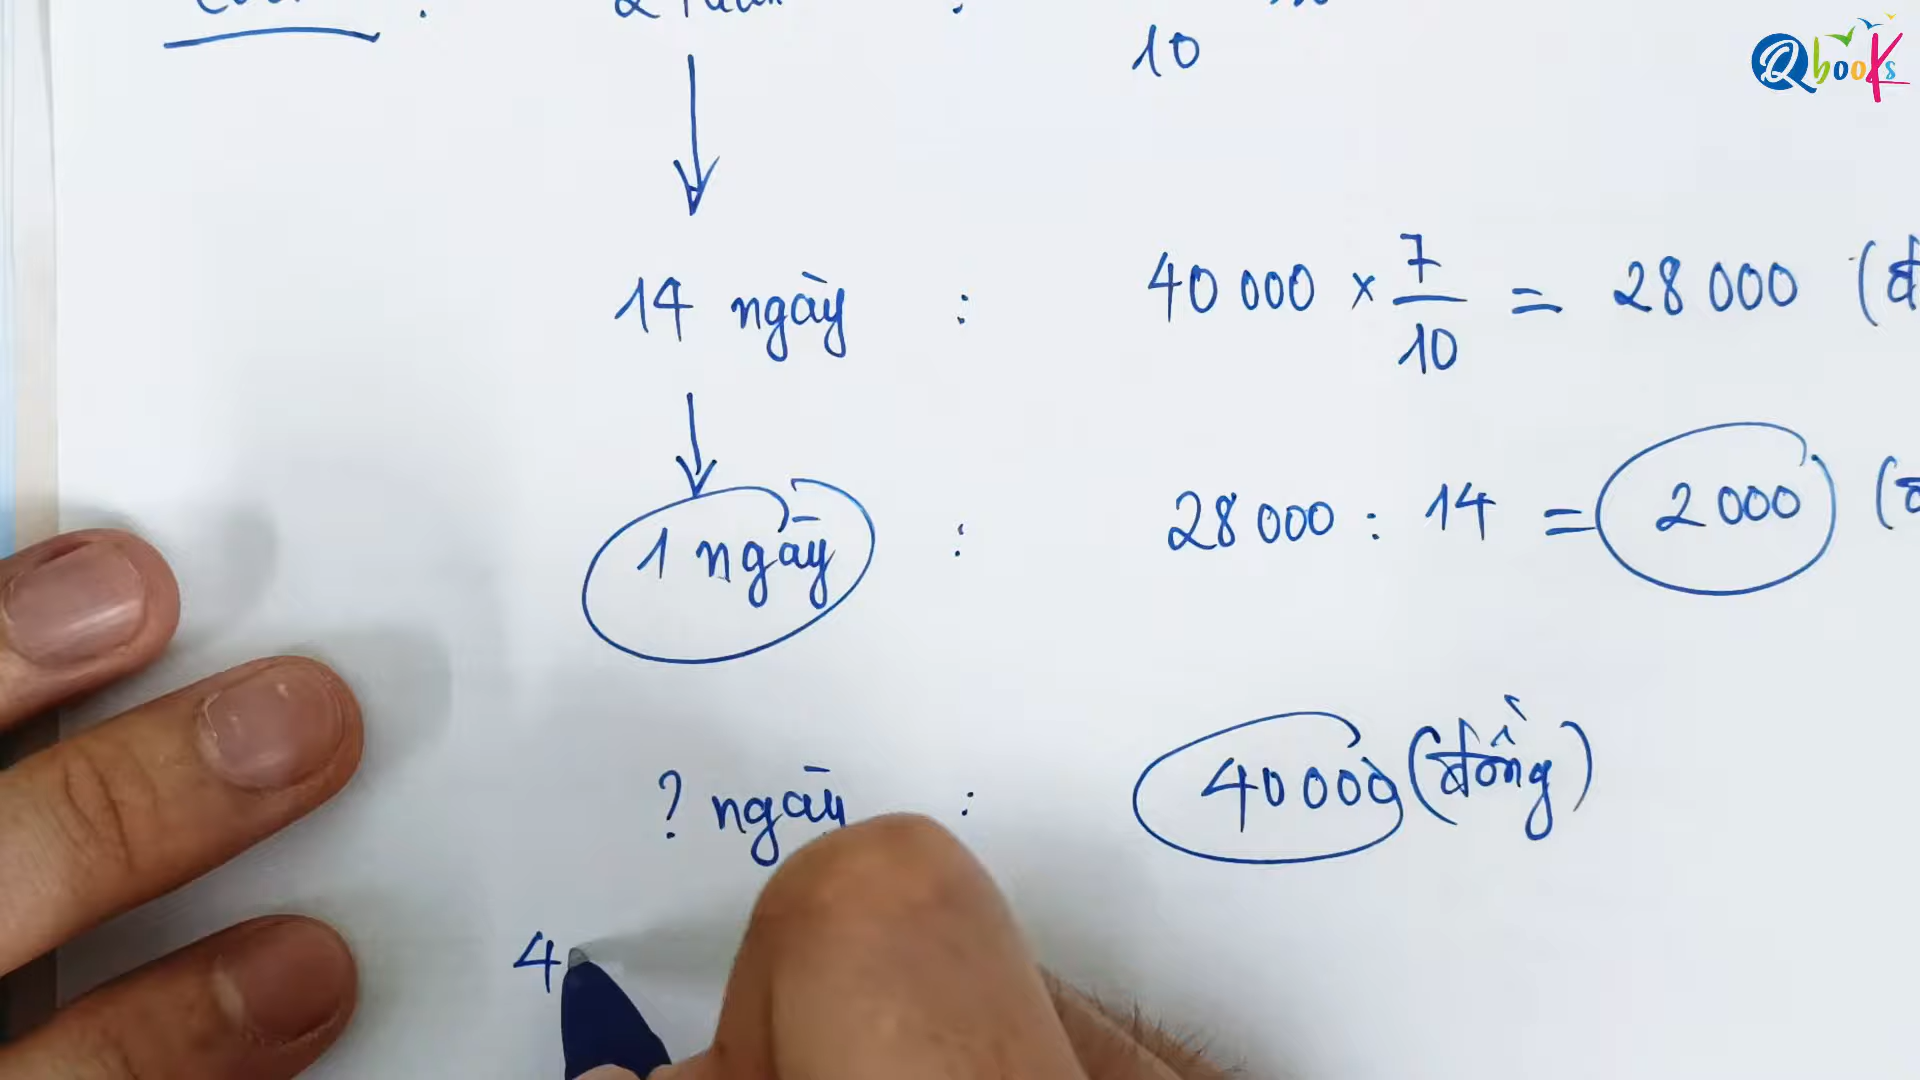 Qbooks
10
14 ngày : 40 000 × 7/10 = 28 000 (đ
1 ngày : 28 000 : 14 = 2 000 (đ
? ngày : 40 000 (đồng)
4